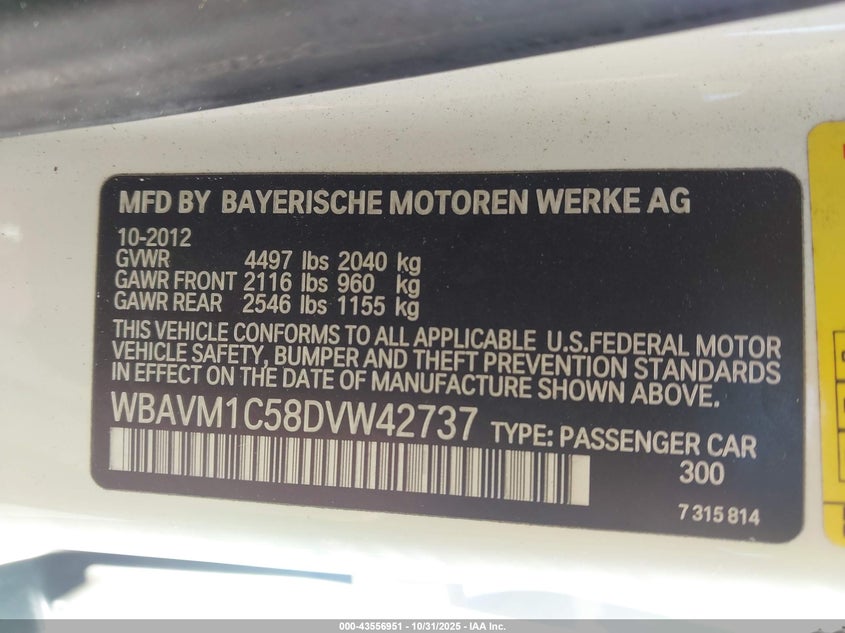 MFD BY BAYERISCHE MOTOREN WERKE AG
10-2012
GVWR 4497 lbs 2040 kg
GAWR FRONT 2116 lbs 960 kg
GAWR REAR 2546 lbs 1155 kg
THIS VEHICLE CONFORMS TO ALL APPLICABLE U.S.FEDERAL MOTOR
VEHICLE SAFETY, BUMPER AND THEFT PREVENTION STANDARDS
IN EFFECT ON THE DATE OF MANUFACTURE SHOWN ABOVE.
WBAVM1C58DVW42737 TYPE: PASSENGER CAR
300
7 315 814
000-43556951 | 10/31/2025 - IAA Inc.